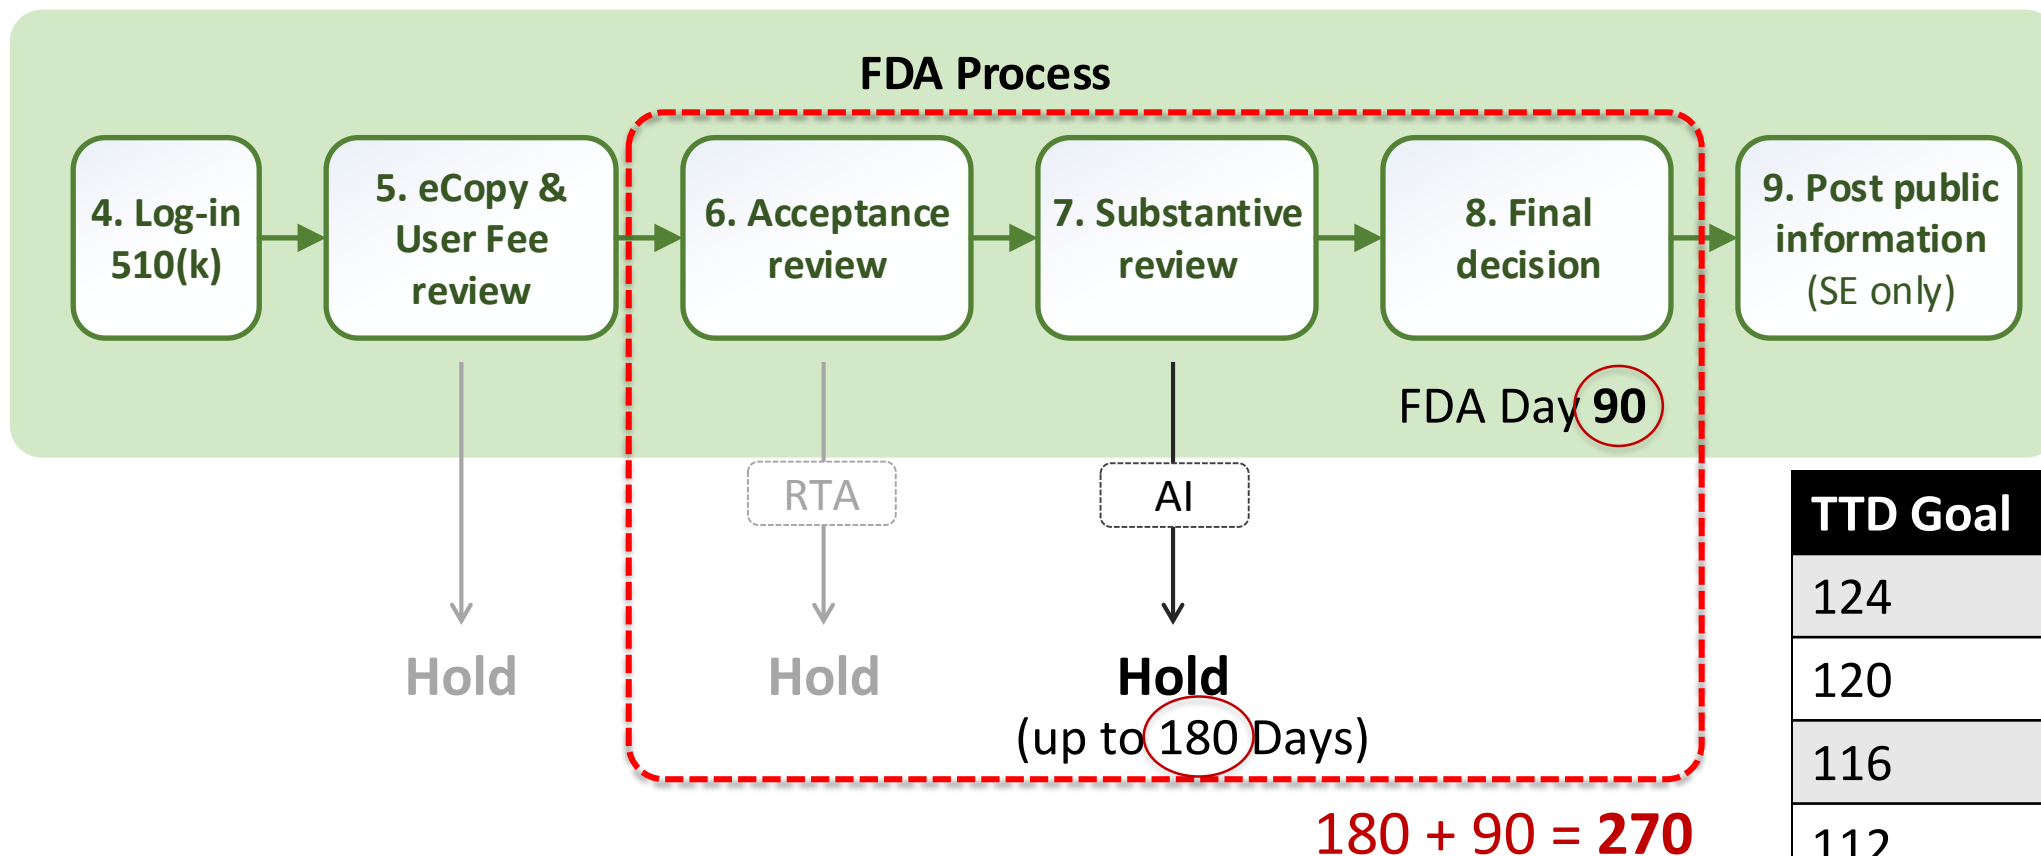 FDA Process
4. Log-in
510(k)
5. eCopy &
User Fee
review
6. Acceptance
review
7. Substantive
review
8. Final
decision
9. Post public
information
(SE only)
FDA Day 90
RTA
AI
Hold
Hold
Hold
(up to 180 Days)
180 + 90 = 270
TTD Goal
124
120
116
112